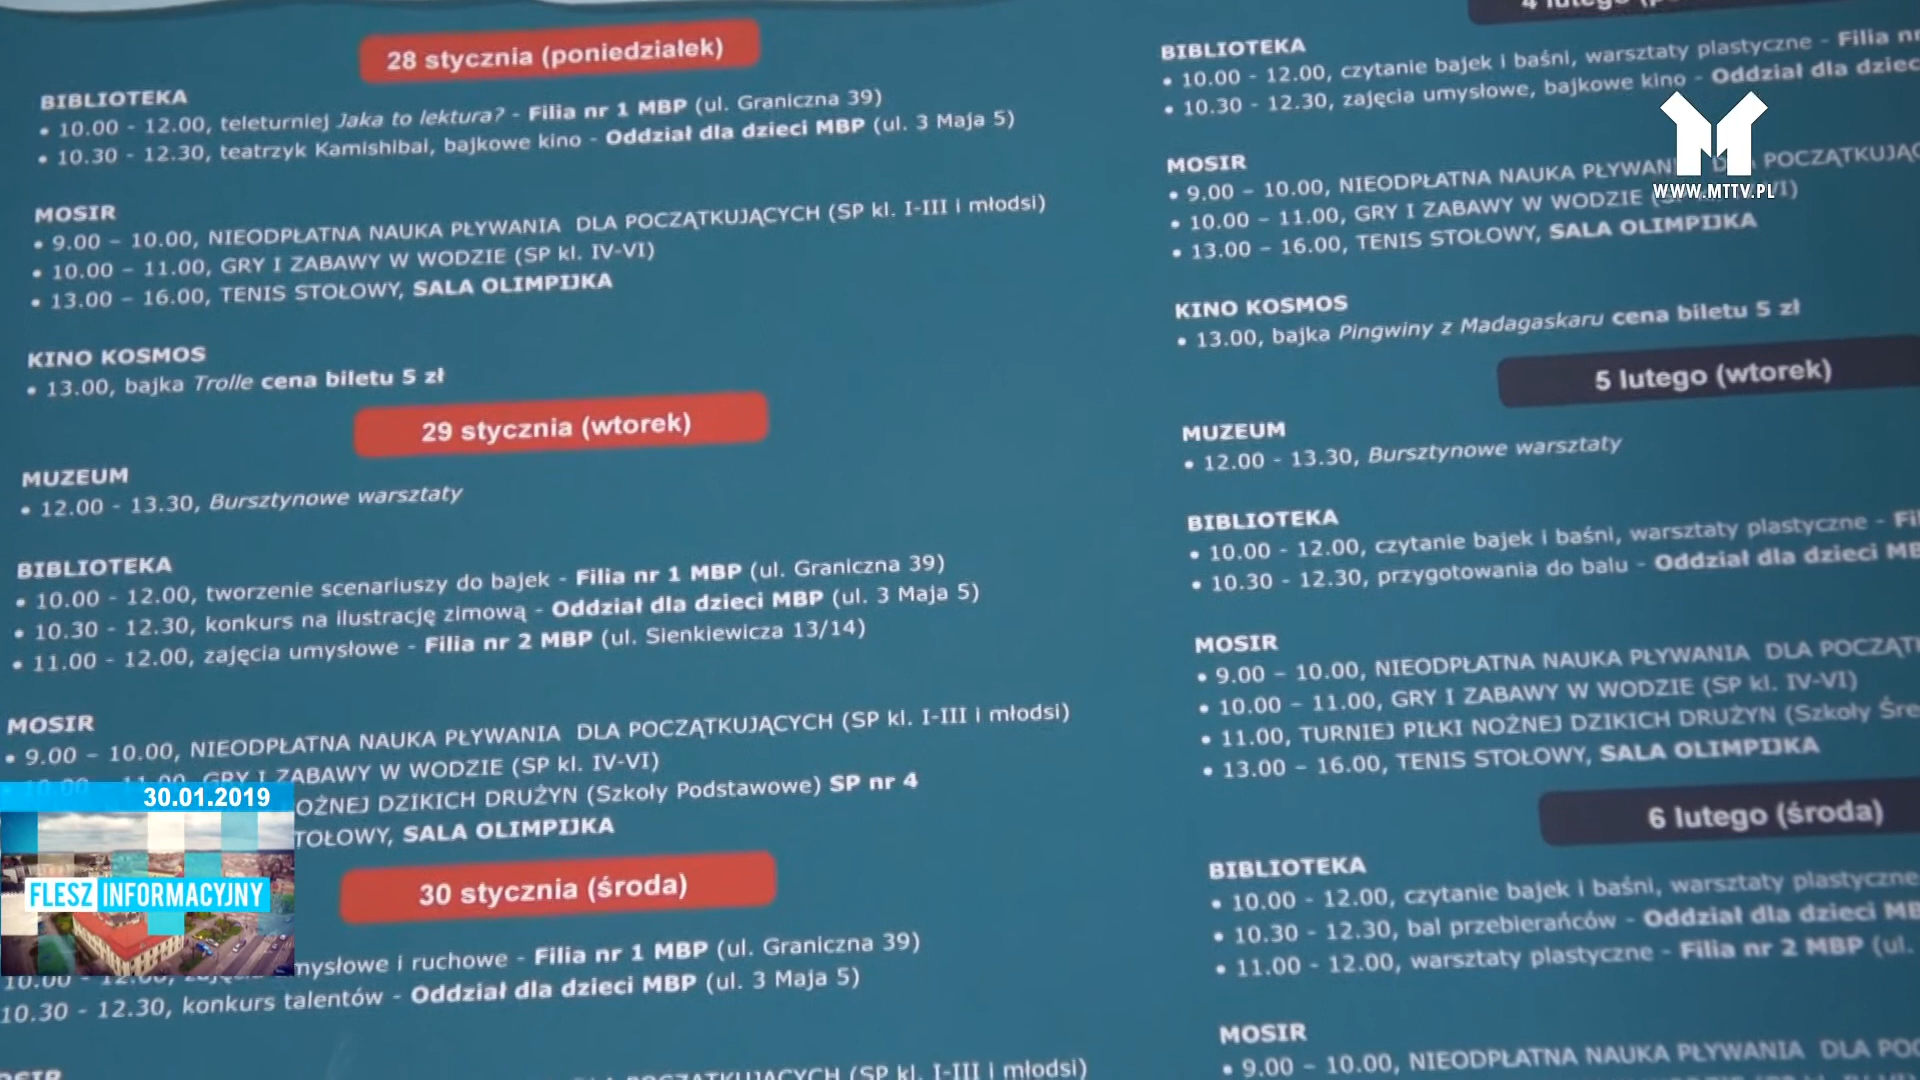 28 stycznia (poniedziałek)
BIBLIOTEKA
• 10.00 - 12.00, teleturniej Jaka to lektura? - Filia nr 1 MBP (ul. Graniczna 39)
• 10.30 - 12.30, teatrzyk Kamishibai, bajkowe kino - Oddział dla dzieci MBP (ul. 3 Maja 5)
MOSIR
• 9.00 – 10.00, NIEODPŁATNA NAUKA PŁYWANIA DLA POCZĄTKUJĄCYCH (SP kl. I-III i młodsi)
• 10.00 – 11.00, GRY I ZABAWY W WODZIE (SP kl. IV-VI)
• 13.00 – 16.00, TENIS STOŁOWY, SALA OLIMPIJKA
KINO KOSMOS
• 13.00, bajka Trolle cena biletu 5 zł
29 stycznia (wtorek)
MUZEUM
• 12.00 - 13.30, Bursztynowe warsztaty
BIBLIOTEKA
• 10.00 - 12.00, tworzenie scenariuszy do bajek - Filia nr 1 MBP (ul. Graniczna 39)
• 10.30 - 12.30, konkurs na ilustrację zimową - Oddział dla dzieci MBP (ul. 3 Maja 5)
• 11.00 - 12.00, zajęcia umysłowe - Filia nr 2 MBP (ul. Sienkiewicza 13/14)
MOSIR
• 9.00 – 10.00, NIEODPŁATNA NAUKA PŁYWANIA DLA POCZĄTKUJĄCYCH (SP kl. I-III i młodsi)
10.00 – 11.00, GRY I ZABAWY W WODZIE (SP kl. IV-VI)
DZIKICH DRUŻYN (Szkoły Podstawowe) SP nr 4
SALA OLIMPIJKA
30 stycznia (środa)
10.00 - 12.00, i ruchowe - Filia nr 1 MBP (ul. Graniczna 39)
10.30 - 12.30, konkurs talentów - Oddział dla dzieci MBP (ul. 3 Maja 5)
(SP kl. I-III i młodsi)
4 lutego
BIBLIOTEKA
• 10.00 - 12.00, czytanie bajek i baśni, warsztaty plastyczne - Filia nr
• 10.30 - 12.30, zajęcia umysłowe, bajkowe kino - Oddział dla
MOSIR
• 9.00 – 10.00, NIEODPŁATNA NAUKA
• 10.00 – 11.00, GRY I ZABAWY W WODZIE
• 13.00 – 16.00, TENIS STOŁOWY, SALA OLIMPIJKA
KINO KOSMOS
• 13.00, bajka Pingwiny z Madagaskaru cena biletu 5 zł
5 lutego (wtorek)
MUZEUM
• 12.00 - 13.30, Bursztynowe warsztaty
BIBLIOTEKA
• 10.00 - 12.00, czytanie bajek i baśni, warsztaty plastyczne -
• 10.30 - 12.30, przygotowania do balu - Oddział dla dzieci
MOSIR
• 9.00 – 10.00, NIEODPŁATNA NAUKA PŁYWANIA DLA
• 10.00 – 11.00, GRY I ZABAWY W WODZIE (SP kl. IV-VI)
• 11.00, TURNIEJ PIŁKI NOŻNEJ DZIKICH DRUŻYN (Szkoły
• 13.00 – 16.00, TENIS STOŁOWY, SALA OLIMPIJKA
6 lutego (środa)
BIBLIOTEKA
• 10.00 - 12.00, czytanie bajek i baśni, warsztaty plastyczne
• 10.30 - 12.30, bal przebierańców - Oddział dla dzieci
• 11.00 - 12.00, warsztaty plastyczne - Filia nr 2 MBP (ul.
MOSIR
• 9.00 – 10.00, NIEODPŁATNA NAUKA PŁYWANIA DLA
WWW.MTTV.PL
30.01.2019
FLESZ INFORMACYJNY